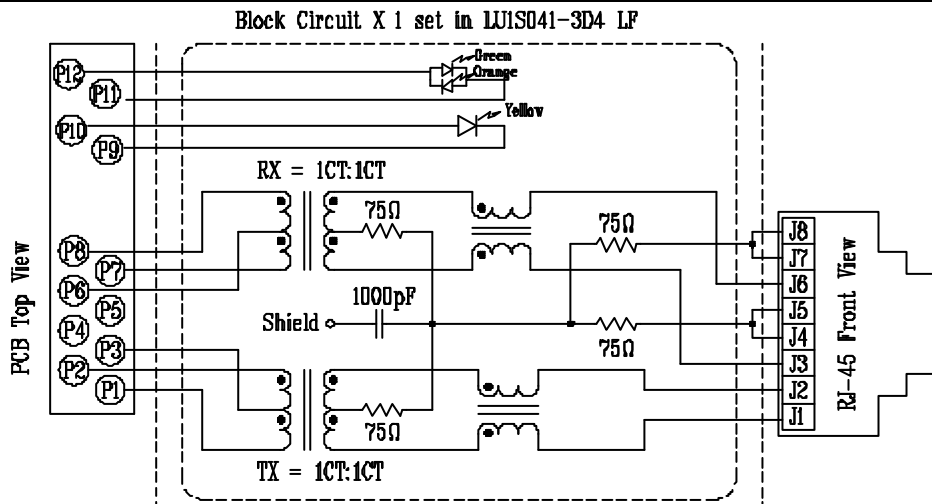 Block Circuit X 1 set in LU1S041-3D4 LF
Green
Orange
Yellow
P12
P11
P10
P9
RX = 1CT:1CT
75Ω
75Ω
P8
P7
P6
P5
P4
P3
P2
P1
PCB Top View
1000pF
Shield
75Ω
75Ω
TX = 1CT:1CT
J8
J7
J6
J5
J4
J3
J2
J1
RJ-45 Front View